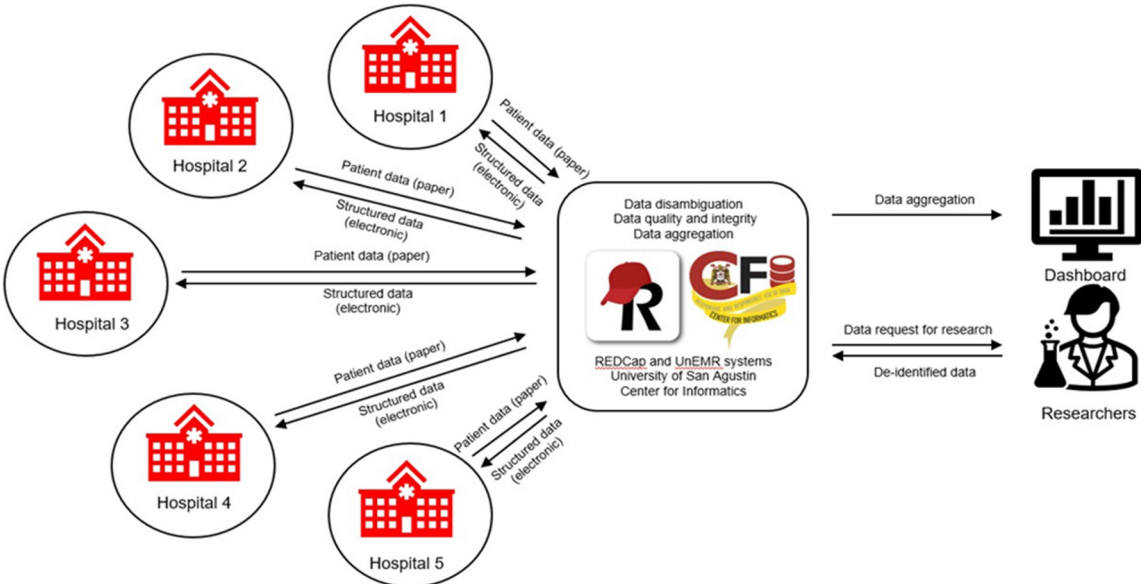 Hospital 1
Hospital 2
Hospital 3
Hospital 4
Hospital 5
Patient data (paper)
Structured data
(electronic)
Patient data (paper)
Structured data
(electronic)
Patient data (paper)
Structured data
(electronic)
Patient data (paper)
Structured data
(electronic)
Patient data (paper)
Structured data
(electronic)
Data disambiguation
Data quality and integrity
Data aggregation
R
CFI
CENTER FOR INFORMATICS
REDCap and UnEMR systems
University of San Agustin
Center for Informatics
Data aggregation
Dashboard
Data request for research
De-identified data
Researchers